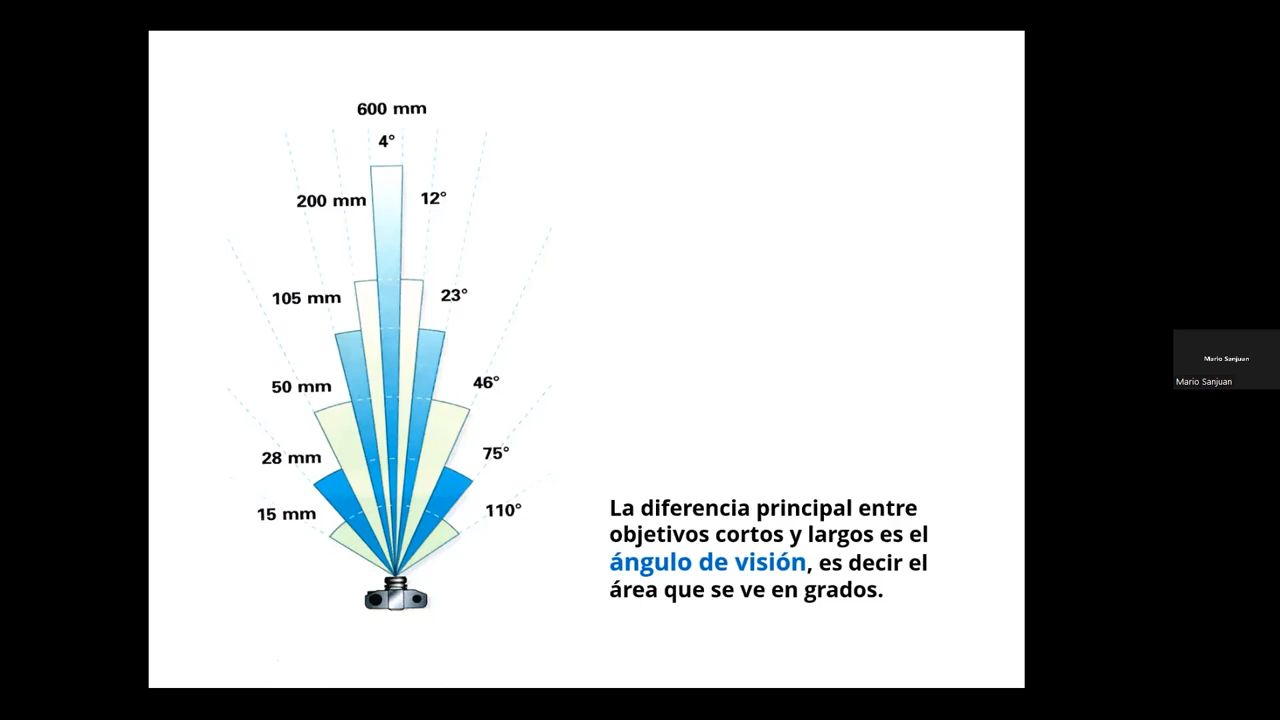 600 mm
4°
200 mm 12°
105 mm 23°
50 mm 46°
28 mm 75°
15 mm 110°
La diferencia principal entre
objetivos cortos y largos es el
ángulo de visión, es decir el
área que se ve en grados.
Mario Sanjuan
Mario Sanjuan